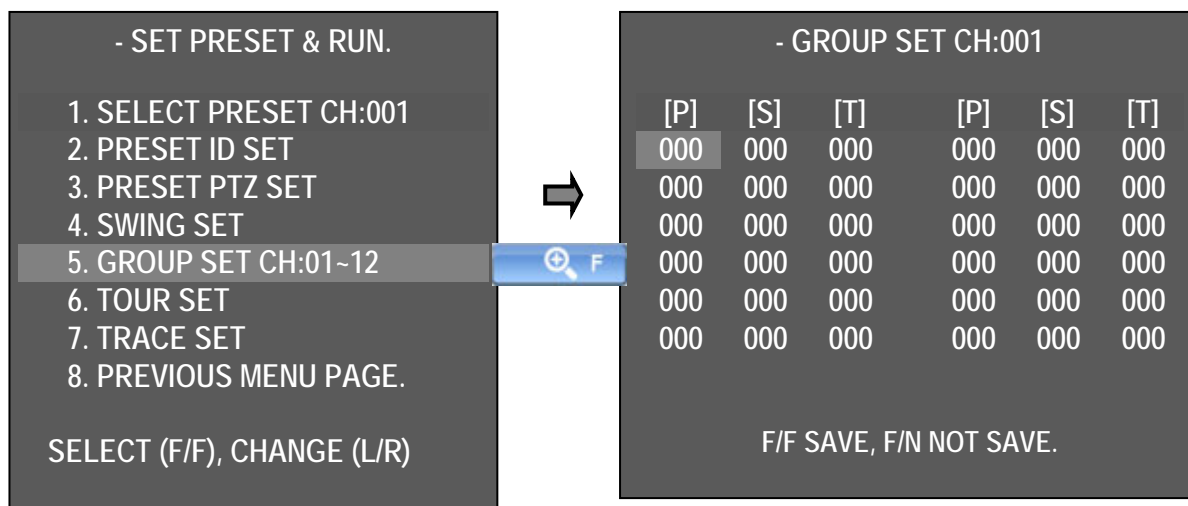 - SET PRESET & RUN.
1. SELECT PRESET CH:001
2. PRESET ID SET
3. PRESET PTZ SET
4. SWING SET
5. GROUP SET CH:01~12
6. TOUR SET
7. TRACE SET
8. PREVIOUS MENU PAGE.
SELECT (F/F), CHANGE (L/R)
F
- GROUP SET CH:001
[P] [S] [T] [P] [S] [T]
000 000 000 000 000 000
000 000 000 000 000 000
000 000 000 000 000 000
000 000 000 000 000 000
000 000 000 000 000 000
000 000 000 000 000 000
F/F SAVE, F/N NOT SAVE.